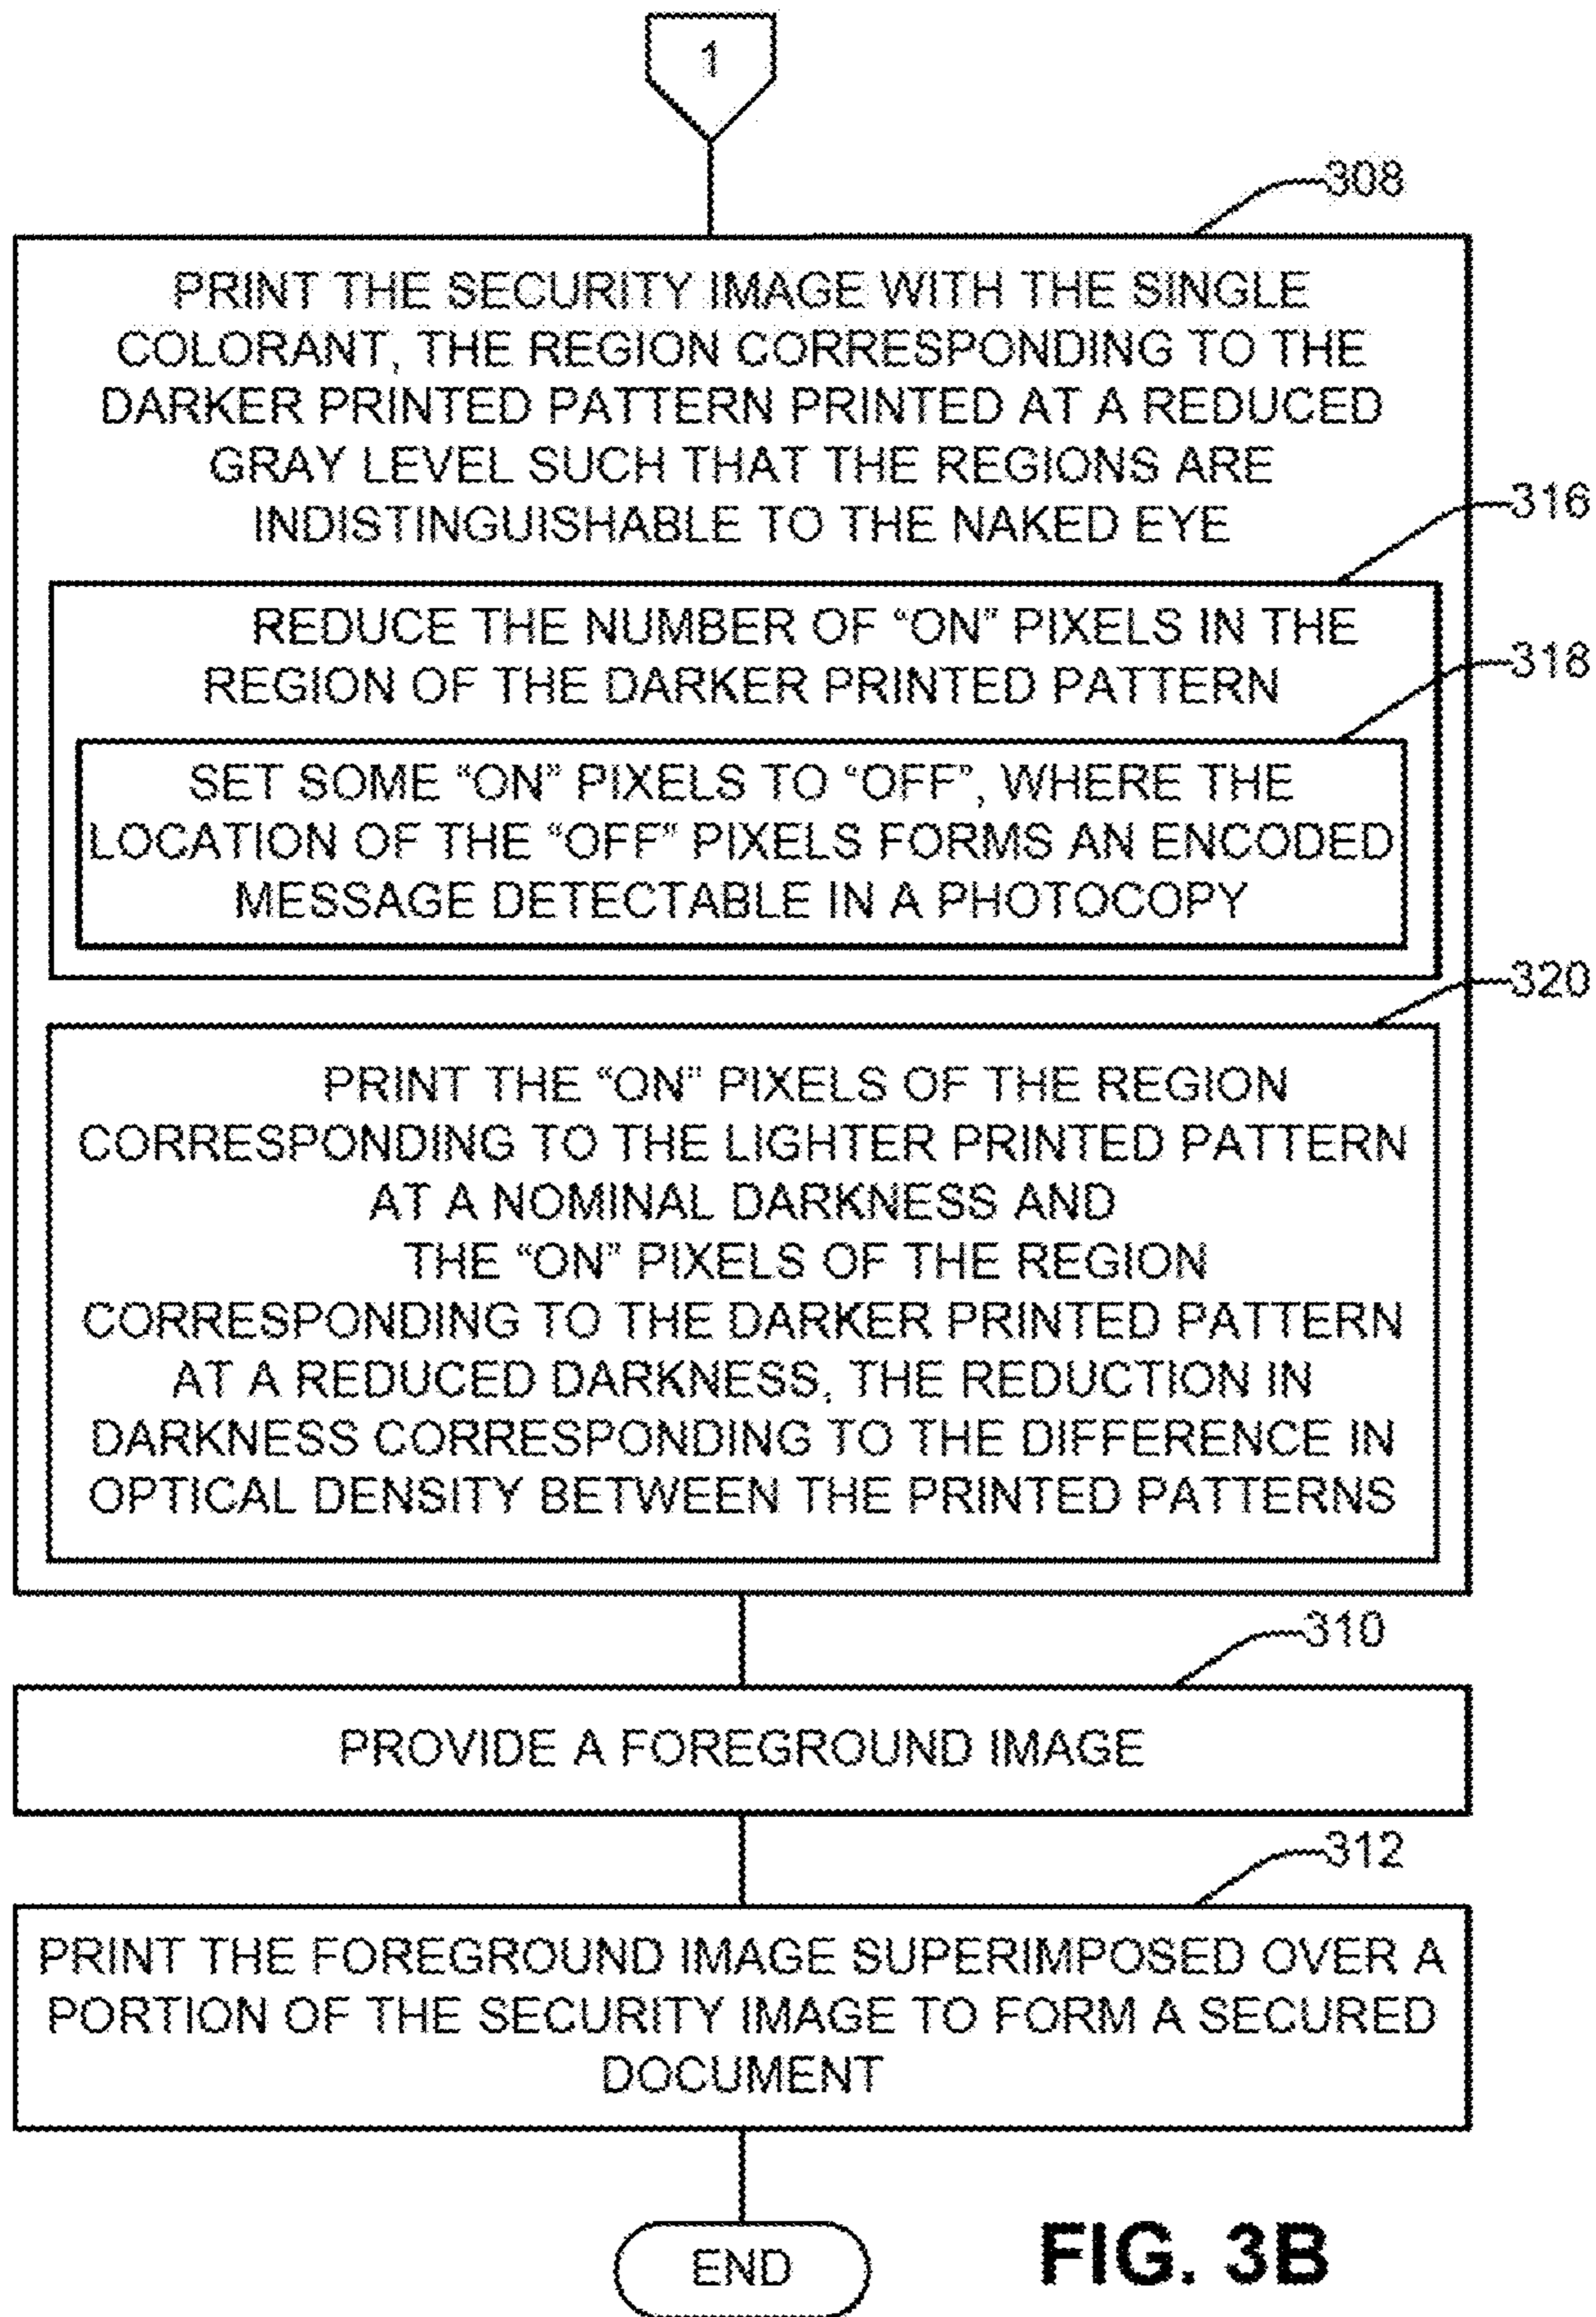 1
308
PRINT THE SECURITY IMAGE WITH THE SINGLE
COLORANT, THE REGION CORRESPONDING TO THE
DARKER PRINTED PATTERN PRINTED AT A REDUCED
GRAY LEVEL SUCH THAT THE REGIONS ARE
INDISTINGUISHABLE TO THE NAKED EYE
316
REDUCE THE NUMBER OF “ON” PIXELS IN THE
REGION OF THE DARKER PRINTED PATTERN
318
SET SOME “ON” PIXELS TO “OFF”, WHERE THE
LOCATION OF THE “OFF” PIXELS FORMS AN ENCODED
MESSAGE DETECTABLE IN A PHOTOCOPY
320
PRINT THE “ON” PIXELS OF THE REGION
CORRESPONDING TO THE LIGHTER PRINTED PATTERN
AT A NOMINAL DARKNESS AND
THE “ON” PIXELS OF THE REGION
CORRESPONDING TO THE DARKER PRINTED PATTERN
AT A REDUCED DARKNESS, THE REDUCTION IN
DARKNESS CORRESPONDING TO THE DIFFERENCE IN
OPTICAL DENSITY BETWEEN THE PRINTED PATTERNS
310
PROVIDE A FOREGROUND IMAGE
312
PRINT THE FOREGROUND IMAGE SUPERIMPOSED OVER A
PORTION OF THE SECURITY IMAGE TO FORM A SECURED
DOCUMENT
END
FIG. 3B